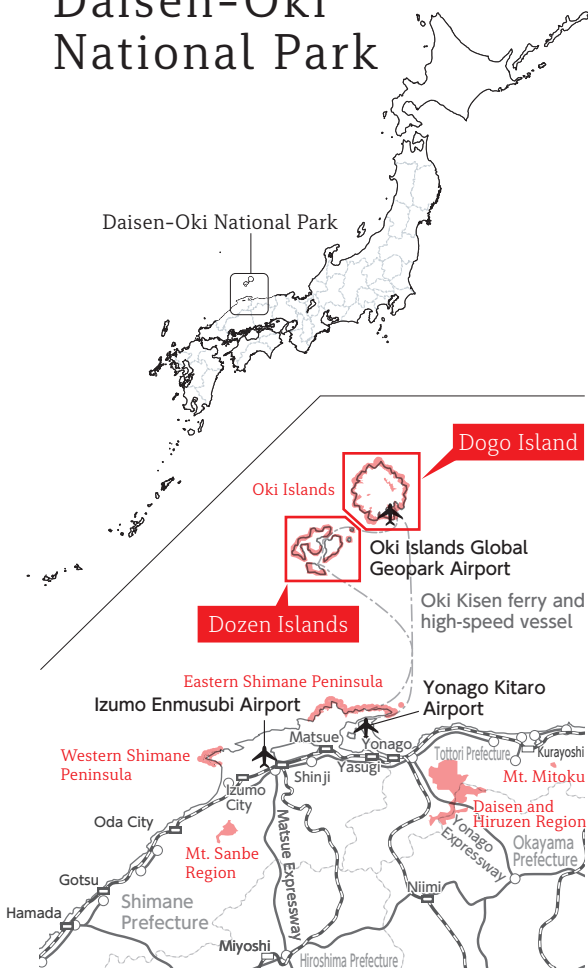 Daisen-Oki
National Park
Daisen-Oki National Park
Dogo Island
Oki Islands
Oki Islands Global
Geopark Airport
Oki Kisen ferry and
high-speed vessel
Dozen Islands
Eastern Shimane Peninsula
Izumo Enmusubi Airport
Yonago Kitaro
Airport
Matsue
Yonago
Western Shimane
Peninsula
Tottori Prefecture
Kurayoshi
Shinji
Yasugi
Mt. Mitoku
Izumo
City
Daisen and
Hiruzen Region
Oda City
Matsue Expressway
Yonago
Expressway
Mt. Sanbe
Region
Okayama
Prefecture
Gotsu
Niimi
Shimane
Prefecture
Hamada
Miyoshi
Hiroshima Prefecture